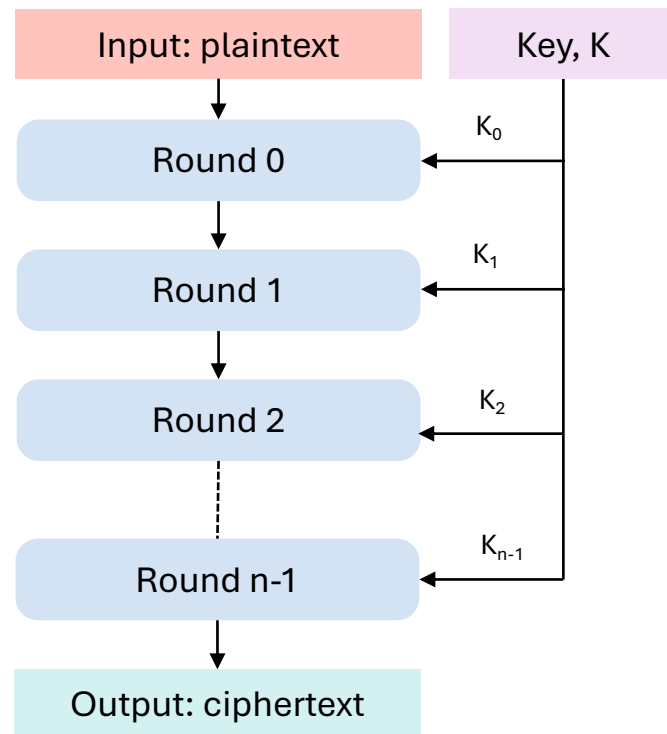 Input: plaintext
Key, K
K₀
Round 0
K₁
Round 1
K₂
Round 2
Kₙ₋₁
Round n-1
Output: ciphertext